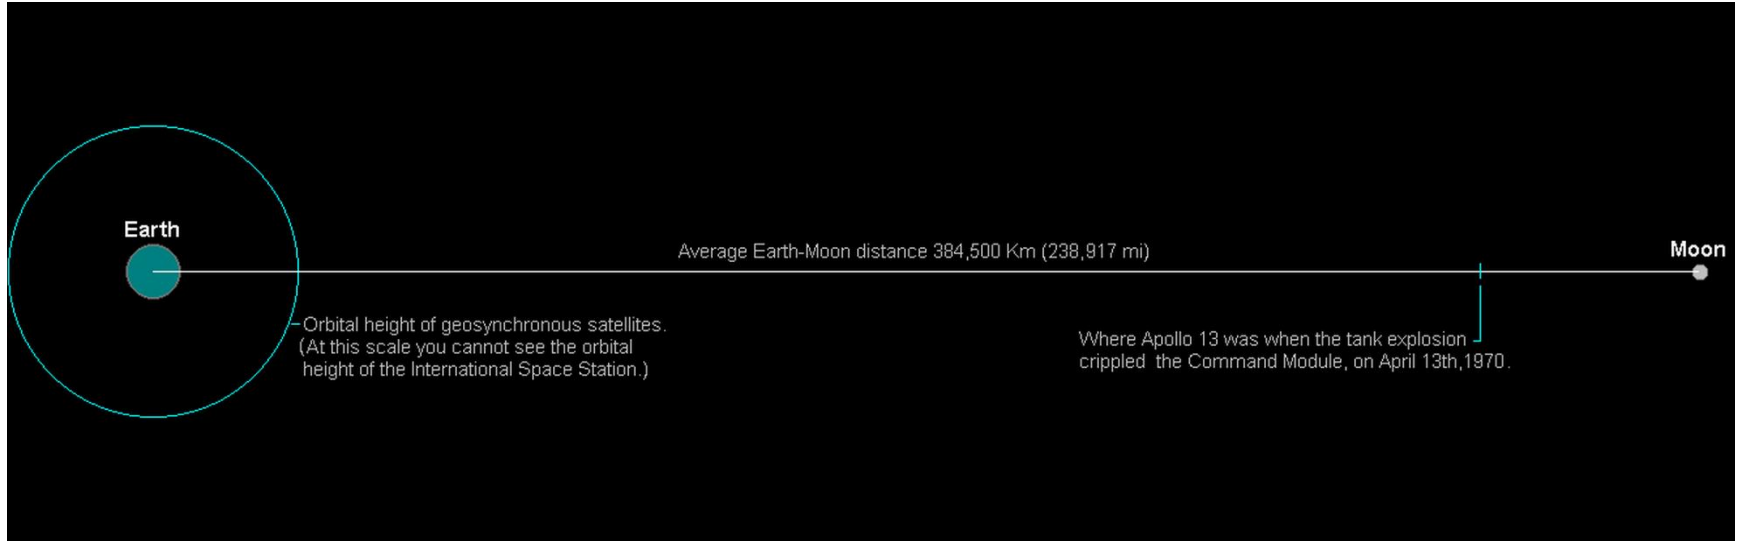 Earth
Average Earth-Moon distance 384,500 Km (238,917 mi)
Moon
Orbital height of geosynchronous satellites.
(At this scale you cannot see the orbital
height of the International Space Station.)
Where Apollo 13 was when the tank explosion
crippled  the Command Module, on April 13th,1970.